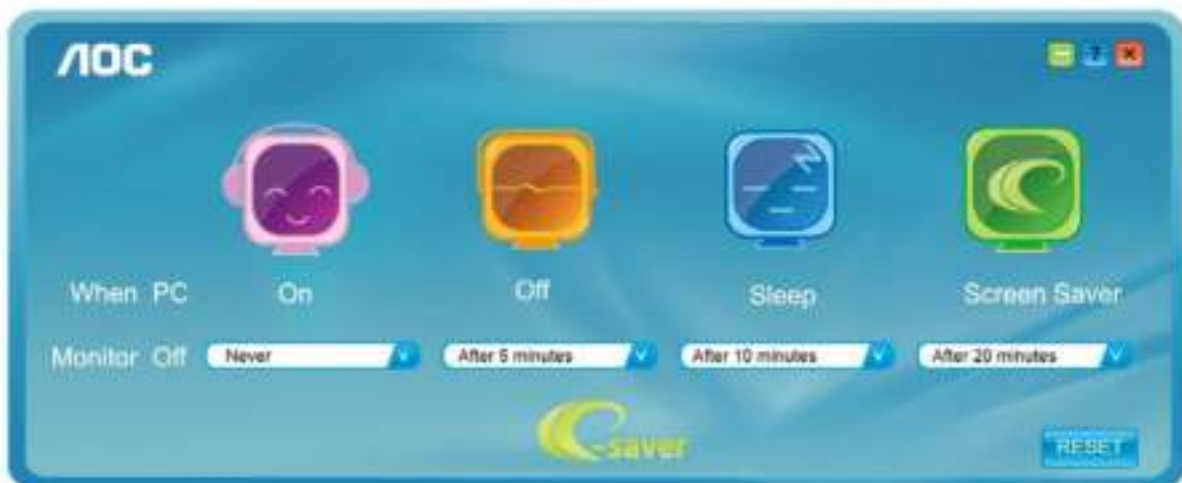 AOC
?
When PC On Off Sleep Screen Saver
Monitor Off Never After 5 minutes After 10 minutes After 20 minutes
e-saver
RESET